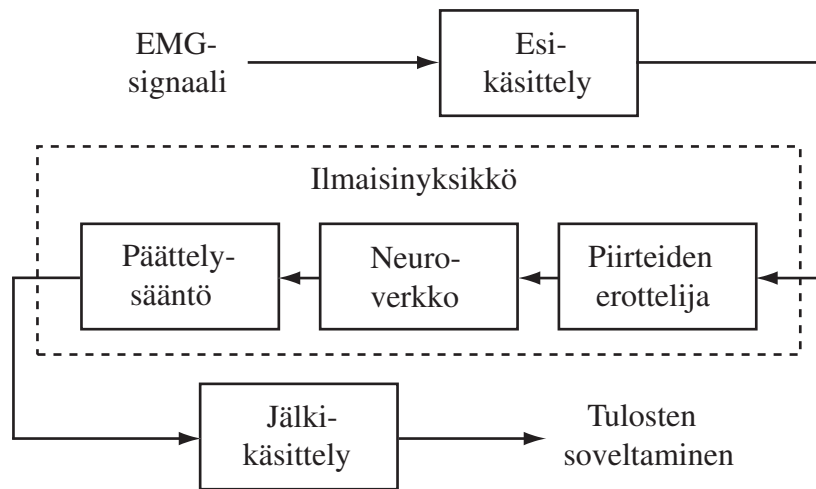 EMG-
signaali
Esi-
käsittely
Ilmaisinyksikkö
Päättely-
sääntö
Neuro-
verkko
Piirteiden
erottelija
Jälki-
käsittely
Tulosten
soveltaminen